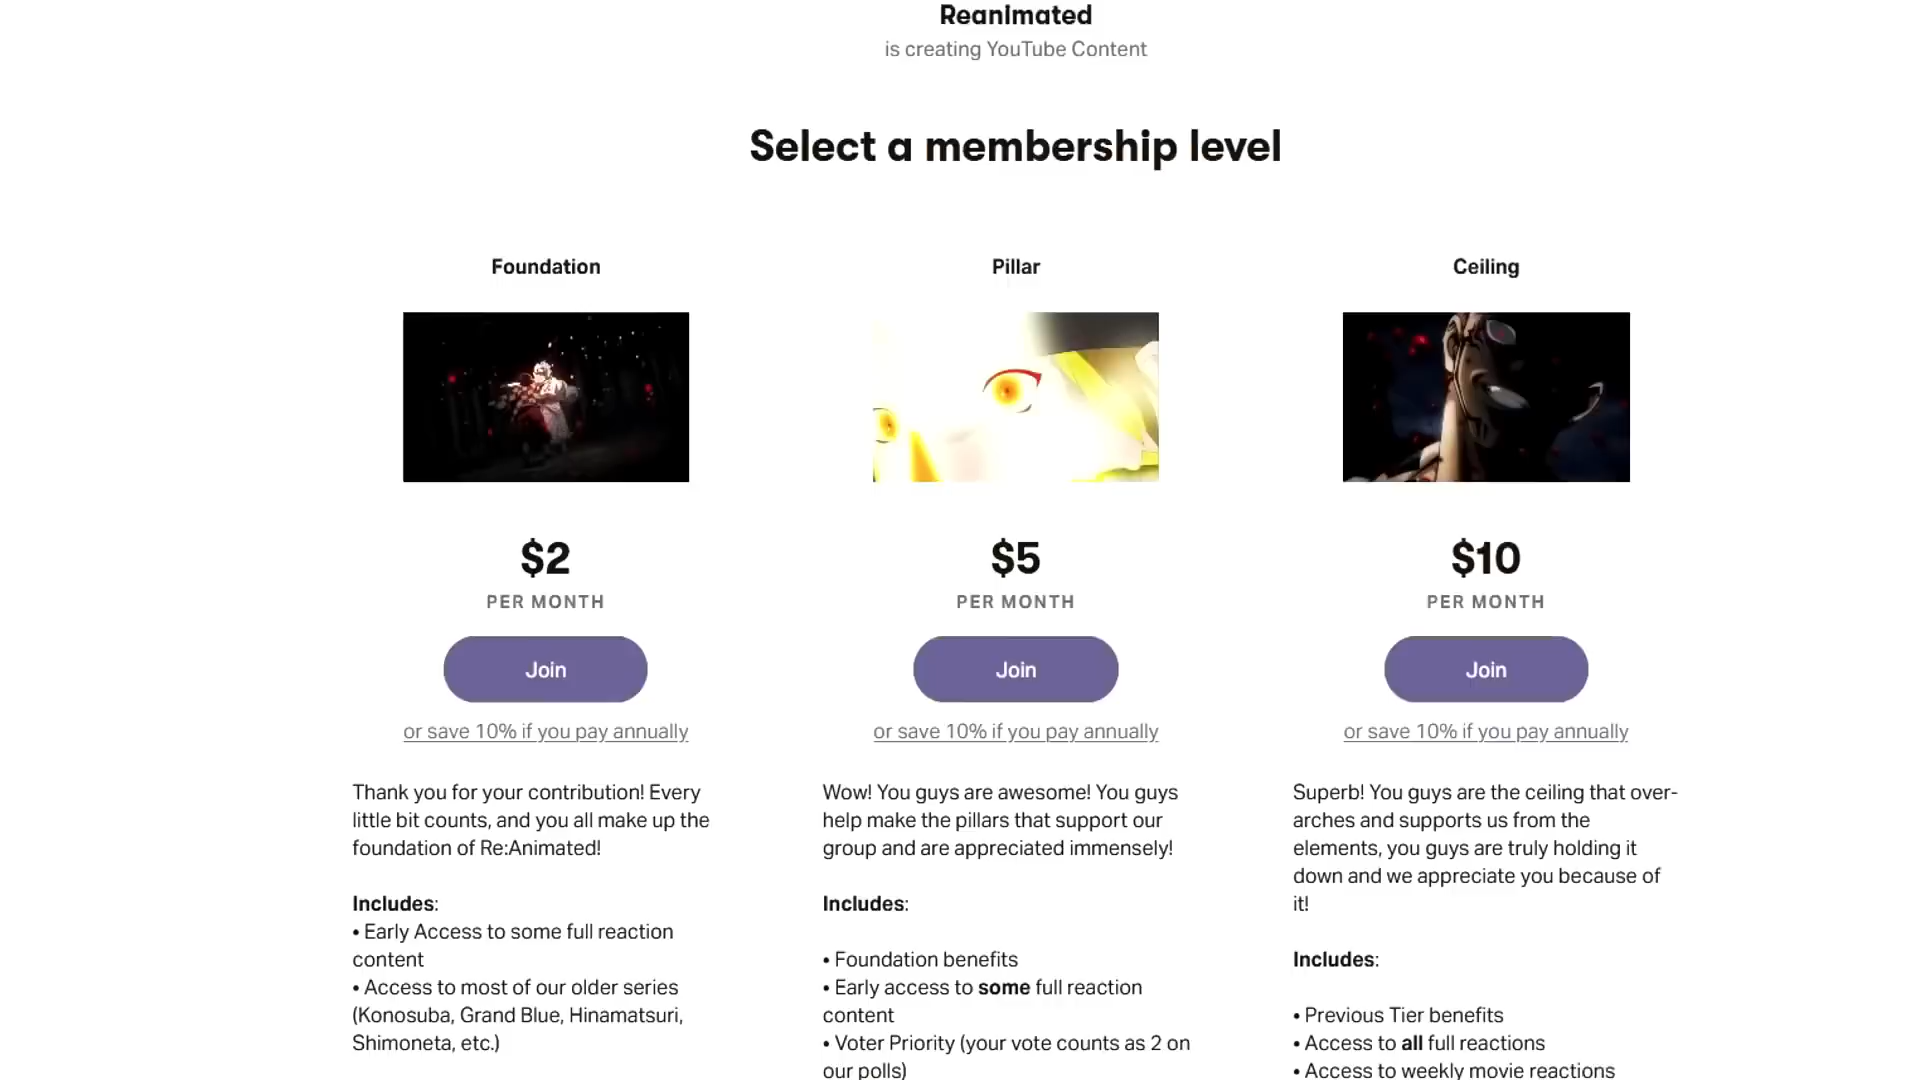 Reanimated
is creating YouTube Content
Select a membership level
Foundation
$2
PER MONTH
Join
or save 10% if you pay annually
Thank you for your contribution! Every
little bit counts, and you all make up the
foundation of Re:Animated!
Includes:
• Early Access to some full reaction
content
• Access to most of our older series
(Konosuba, Grand Blue, Hinamatsuri,
Shimoneta, etc.)
Pillar
$5
PER MONTH
Join
or save 10% if you pay annually
Wow! You guys are awesome! You guys
help make the pillars that support our
group and are appreciated immensely!
Includes:
• Foundation benefits
• Early access to some full reaction
content
• Voter Priority (your vote counts as 2 on
our polls)
Ceiling
$10
PER MONTH
Join
or save 10% if you pay annually
Superb! You guys are the ceiling that over-
arches and supports us from the
elements, you guys are truly holding it
down and we appreciate you because of
it!
Includes:
• Previous Tier benefits
• Access to all full reactions
• Access to weekly movie reactions